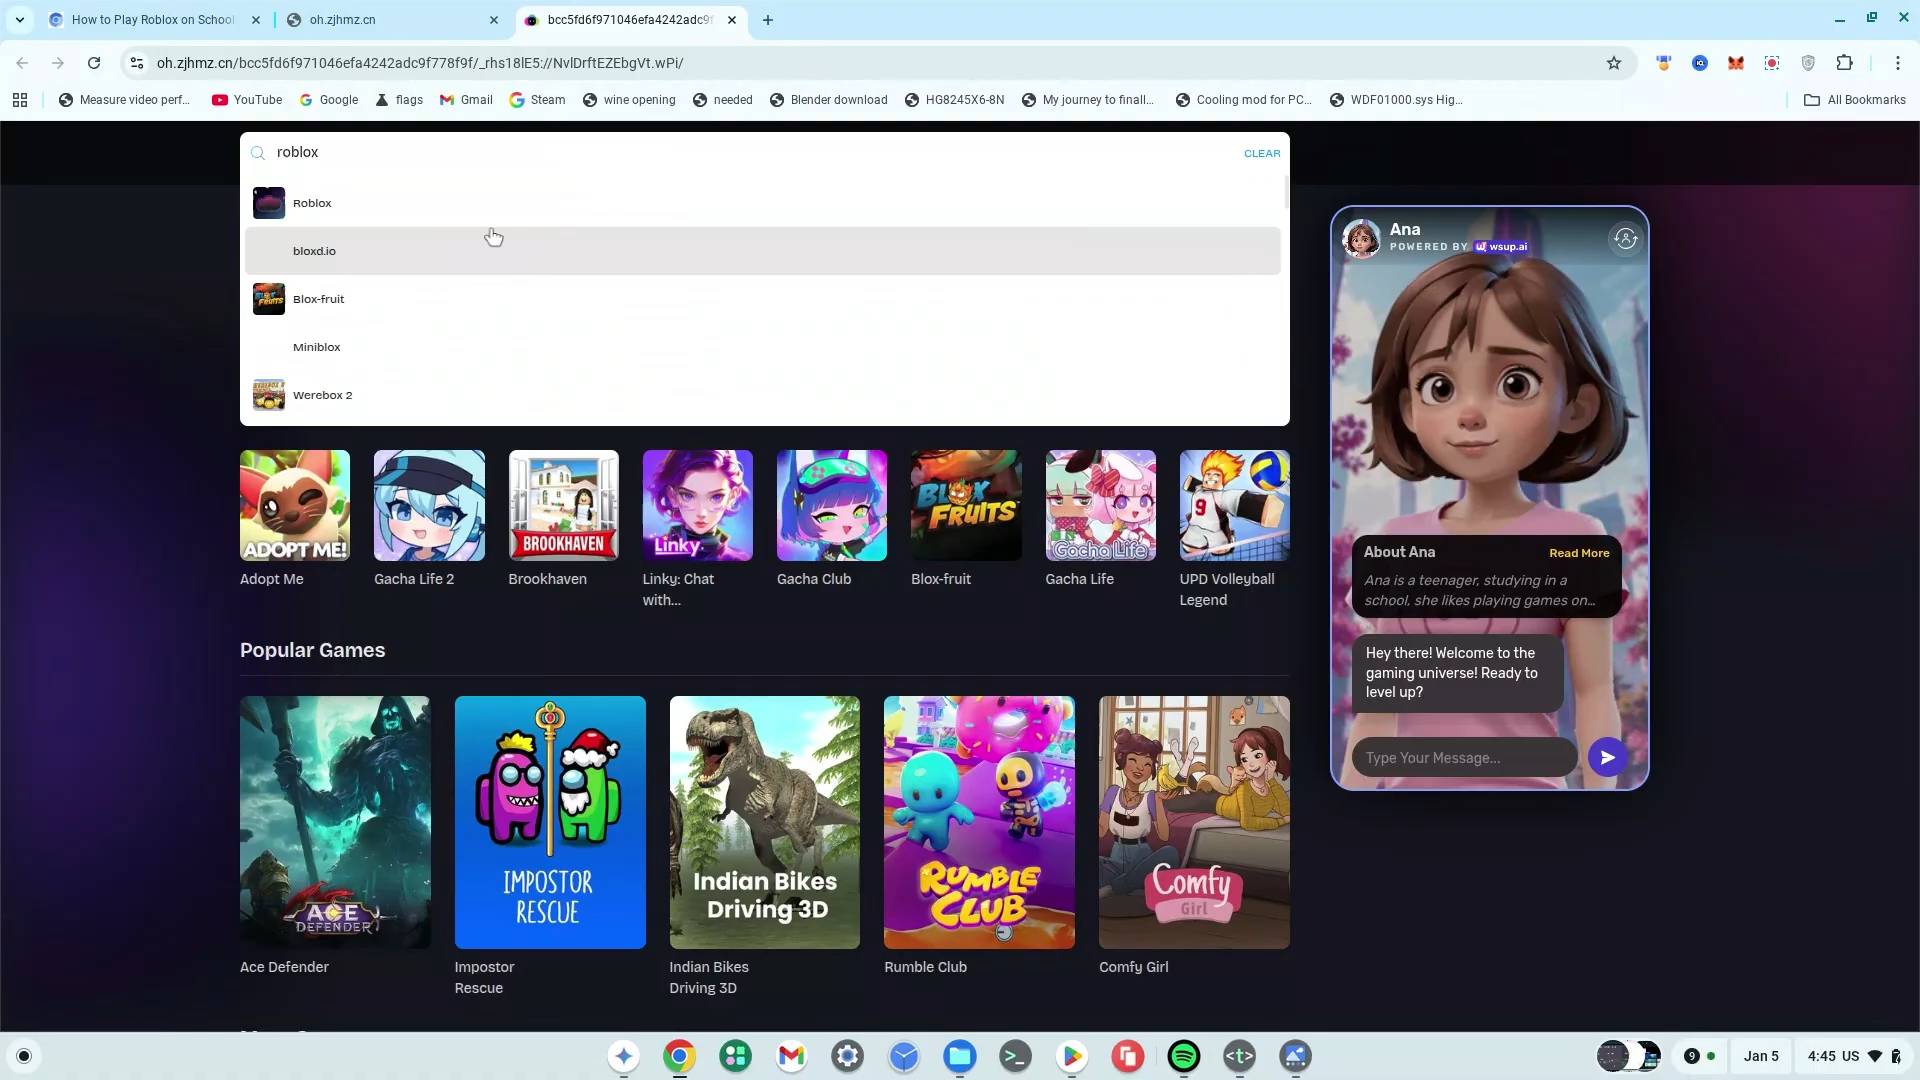 How to Play Roblox on School
oh.zjhmz.cn
bcc5fd6f971046efa4242adc9f
oh.zjhmz.cn/bcc5fd6f971046efa4242adc9f778f9f/_rhs18lE5://NvlDrftEZEbgVt.wPi/
Measure video perf...
YouTube
Google
flags
Gmail
Steam
wine opening
needed
Blender download
HG8245X6-8N
My journey to finall...
Cooling mod for PC...
WDF01000.sys Hig...
All Bookmarks
roblox
CLEAR
Roblox
bloxd.io
Blox-fruit
Miniblox
Werebox 2
ADOPT ME!
BROOKHAVEN
Linky
BLOX
FRUITS
Gacha Life
9
Adopt Me
Gacha Life 2
Brookhaven
Linky: Chat
with...
Gacha Club
Blox-fruit
Gacha Life
UPD Volleyball
Legend
Popular Games
ACE
DEFENDER
IMPOSTOR
RESCUE
Indian Bikes
Driving 3D
RUMBLE
CLUB
Comfy
Girl
Ace Defender
Impostor
Rescue
Indian Bikes
Driving 3D
Rumble Club
Comfy Girl
Ana
POWERED BY wsup.ai
About Ana
Read More
Ana is a teenager, studying in a
school, she likes playing games on...
Hey there! Welcome to the
gaming universe! Ready to
level up?
Type Your Message...
9
Jan 5
4:45 US